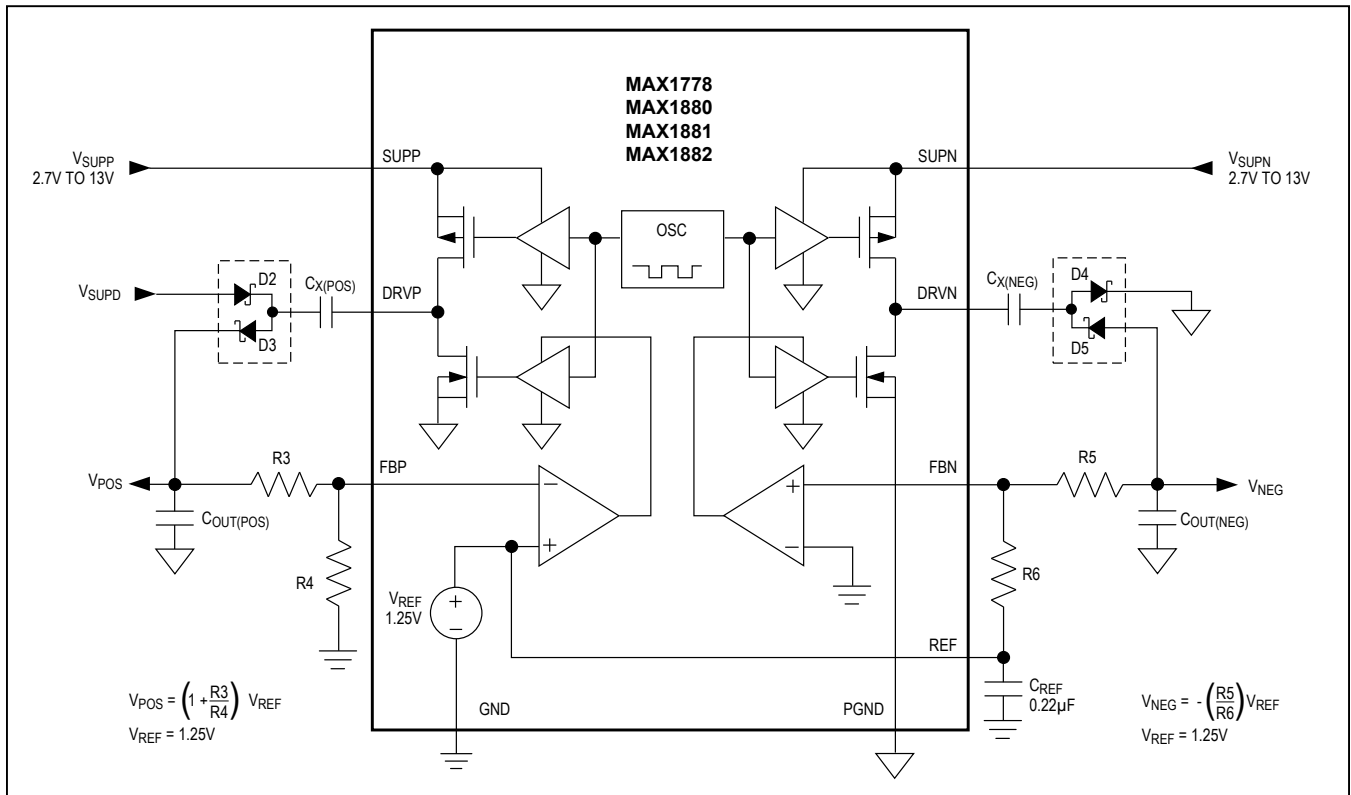 MAX1778
MAX1880
MAX1881
MAX1882
VSUPP
2.7V TO 13V
SUPP
SUPN
VSUPN
2.7V TO 13V
OSC
VSUPD
D2
D3
CX(POS)
DRVP
DRVN
CX(NEG)
D4
D5
VPOS
R3
FBP
FBN
R5
VNEG
COUT(POS)
COUT(NEG)
R4
R6
−
+
+
−
VREF
1.25V
+
−
REF
CREF
0.22µF
GND
PGND
VPOS = (1 + R3/R4) VREF
VREF = 1.25V
VNEG = -(R5/R6)VREF
VREF = 1.25V